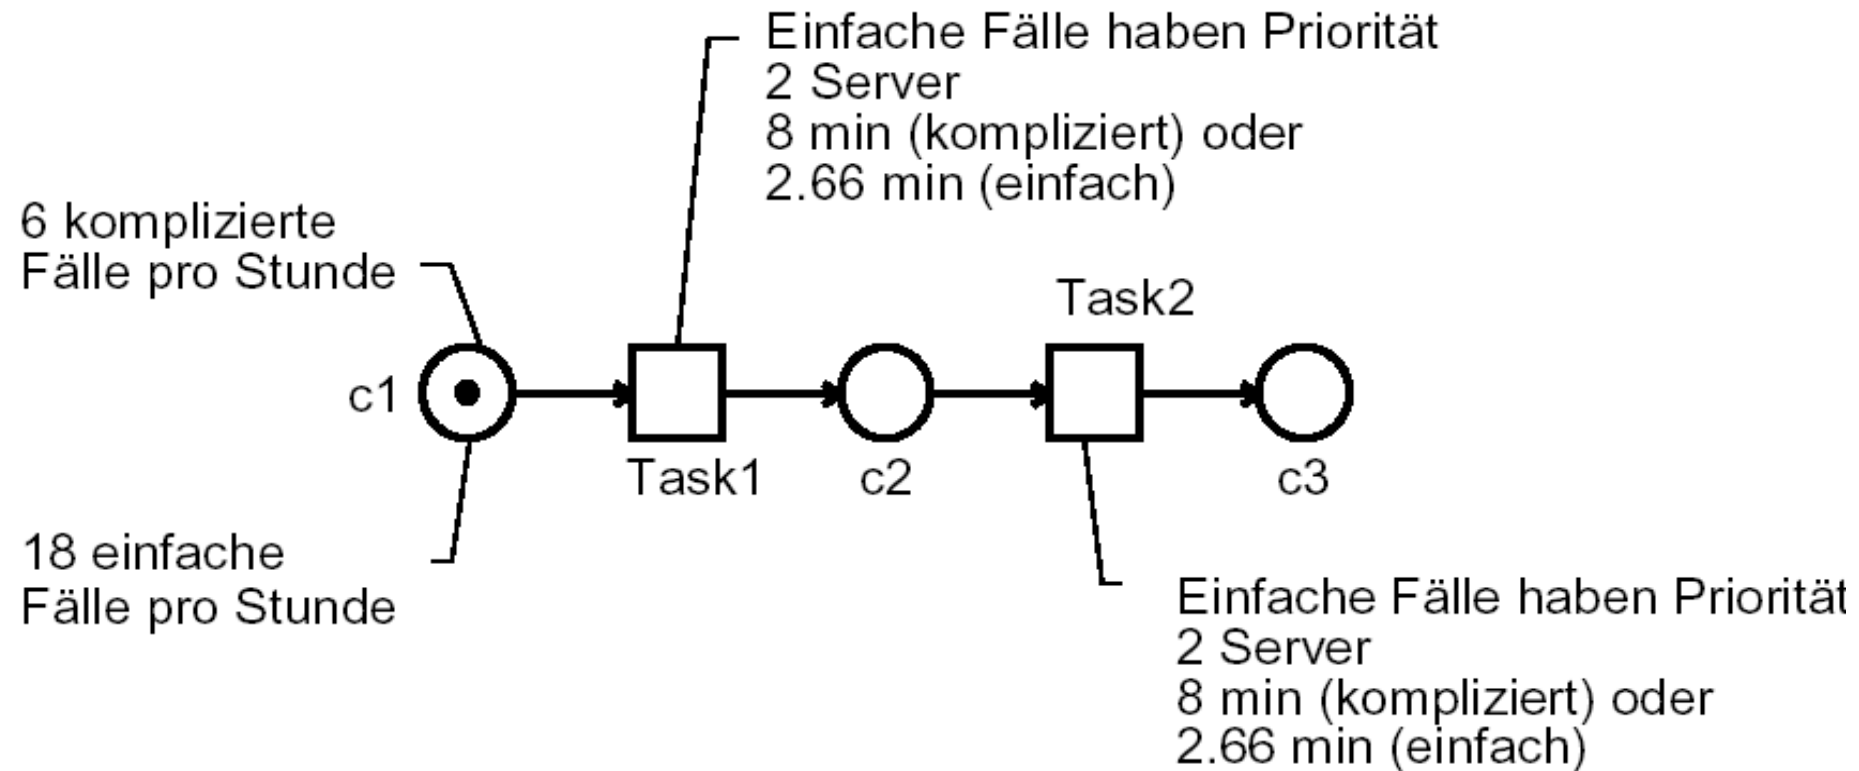 Einfache Fälle haben Priorität
2 Server
8 min (kompliziert) oder
2.66 min (einfach)
6 komplizierte
Fälle pro Stunde
Task2
c1
Task1
c2
c3
18 einfache
Fälle pro Stunde
Einfache Fälle haben Priorität
2 Server
8 min (kompliziert) oder
2.66 min (einfach)